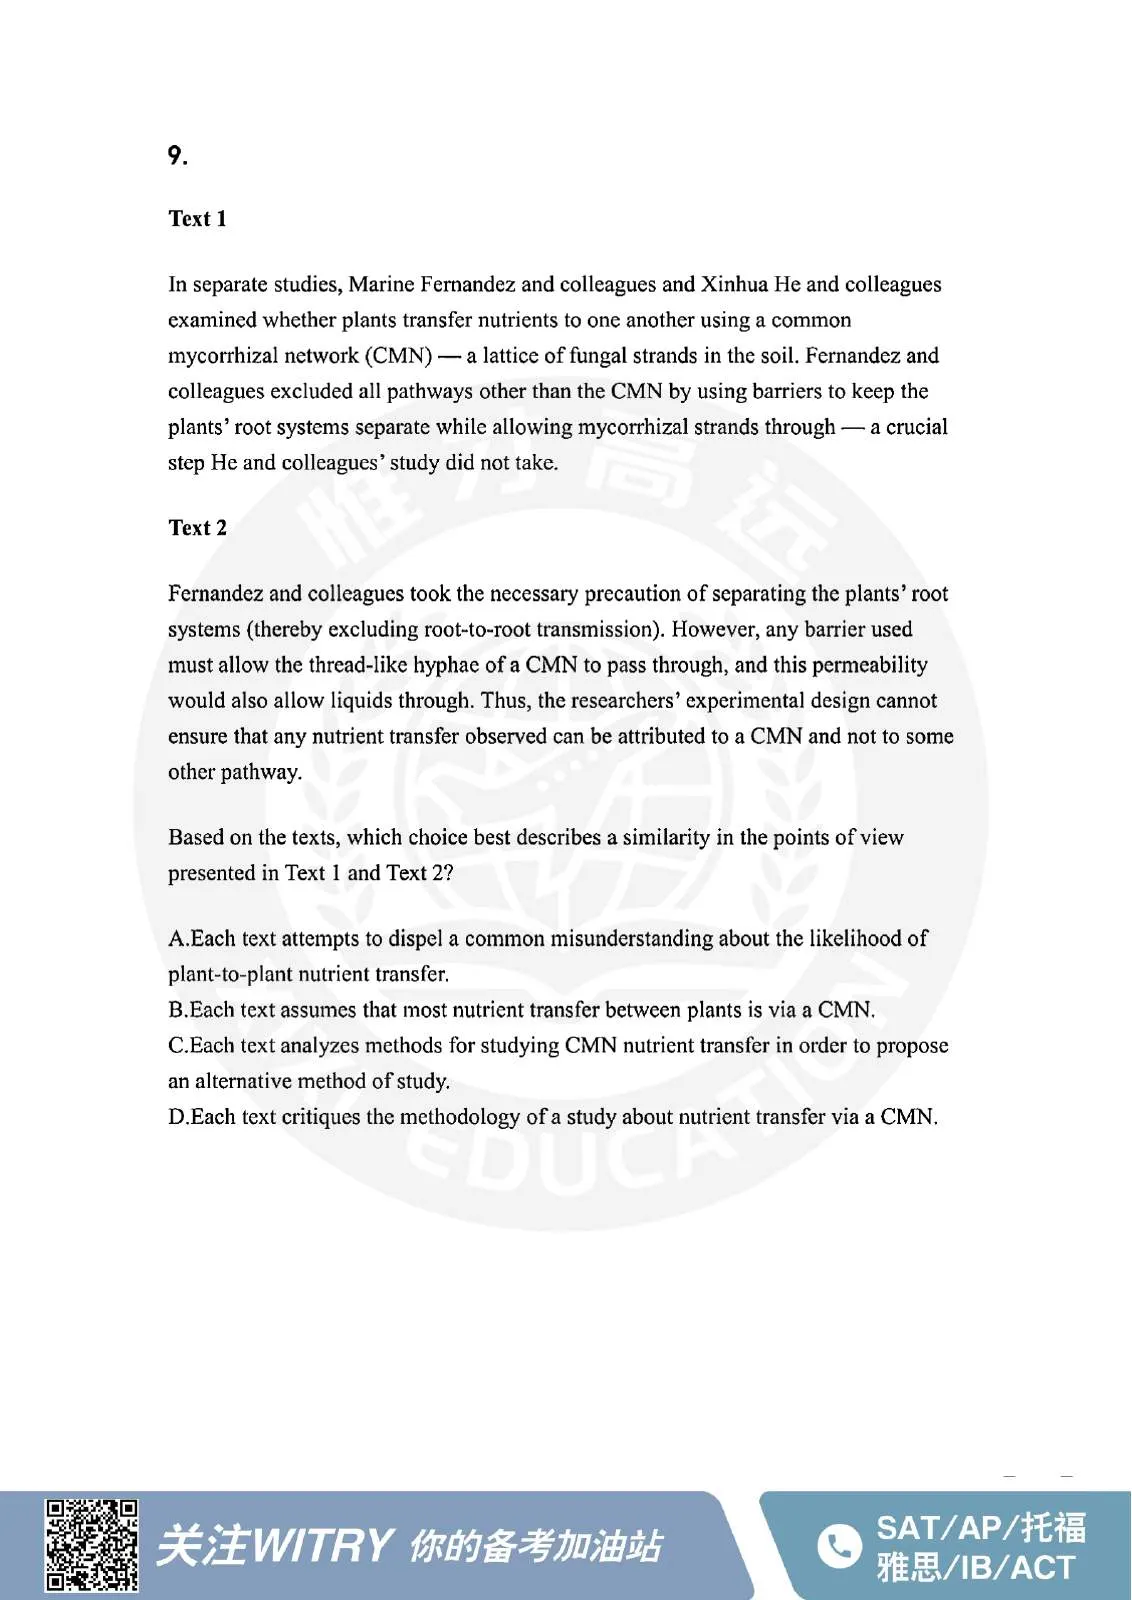 9.
Text 1
In separate studies, Marine Fernandez and colleagues and Xinhua He and colleagues
examined whether plants transfer nutrients to one another using a common
mycorrhizal network (CMN) — a lattice of fungal strands in the soil. Fernandez and
colleagues excluded all pathways other than the CMN by using barriers to keep the
plants' root systems separate while allowing mycorrhizal strands through — a crucial
step He and colleagues' study did not take.
Text 2
Fernandez and colleagues took the necessary precaution of separating the plants' root
systems (thereby excluding root-to-root transmission). However, any barrier used
must allow the thread-like hyphae of a CMN to pass through, and this permeability
would also allow liquids through. Thus, the researchers' experimental design cannot
ensure that any nutrient transfer observed can be attributed to a CMN and not to some
other pathway.
Based on the texts, which choice best describes a similarity in the points of view
presented in Text 1 and Text 2?
A.Each text attempts to dispel a common misunderstanding about the likelihood of
plant-to-plant nutrient transfer.
B.Each text assumes that most nutrient transfer between plants is via a CMN.
C.Each text analyzes methods for studying CMN nutrient transfer in order to propose
an alternative method of study.
D.Each text critiques the methodology of a study about nutrient transfer via a CMN.
惟才高远
EDUCATION
关注WITRY 你的备考加油站
SAT/AP/托福
雅思/IB/ACT